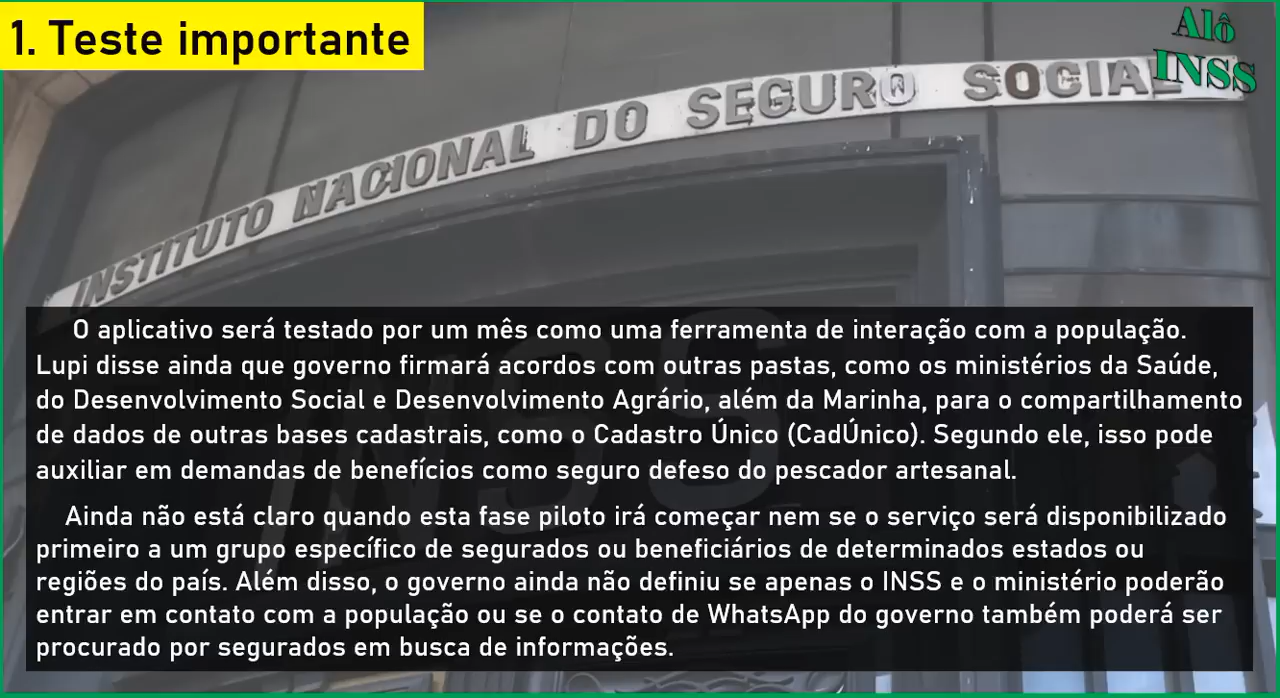 1. Teste importante
Alô
INSS
INSTITUTO NACIONAL DO SEGURO SOCIAL
O aplicativo será testado por um mês como uma ferramenta de interação com a população.
Lupi disse ainda que governo firmará acordos com outras pastas, como os ministérios da Saúde,
do Desenvolvimento Social e Desenvolvimento Agrário, além da Marinha, para o compartilhamento
de dados de outras bases cadastrais, como o Cadastro Único (CadÚnico). Segundo ele, isso pode
auxiliar em demandas de benefícios como seguro defeso do pescador artesanal.
Ainda não está claro quando esta fase piloto irá começar nem se o serviço será disponibilizado
primeiro a um grupo específico de segurados ou beneficiários de determinados estados ou
regiões do país. Além disso, o governo ainda não definiu se apenas o INSS e o ministério poderão
entrar em contato com a população ou se o contato de WhatsApp do governo também poderá ser
procurado por segurados em busca de informações.